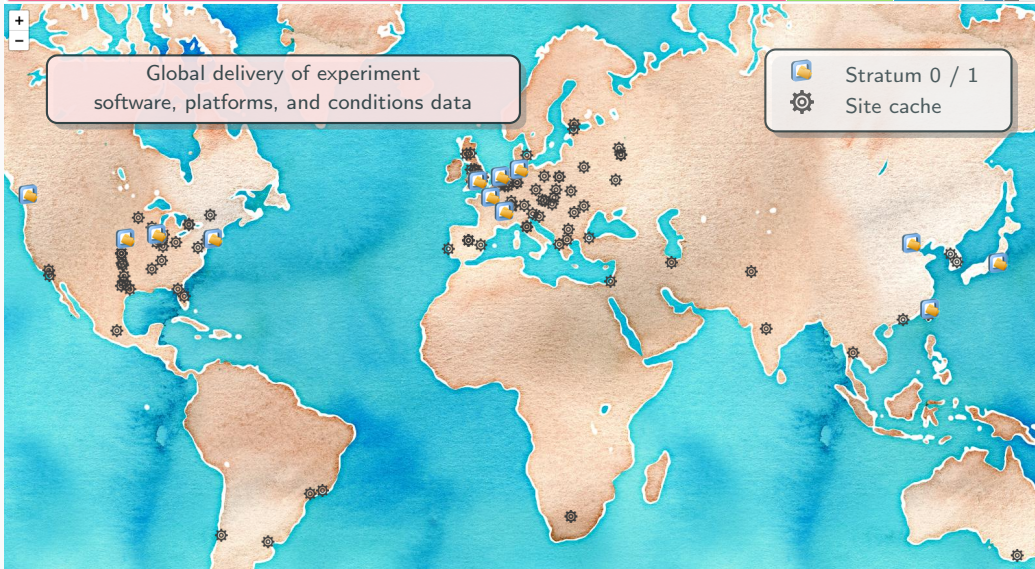 +
−
Global delivery of experiment
software, platforms, and conditions data
Stratum 0 / 1
Site cache